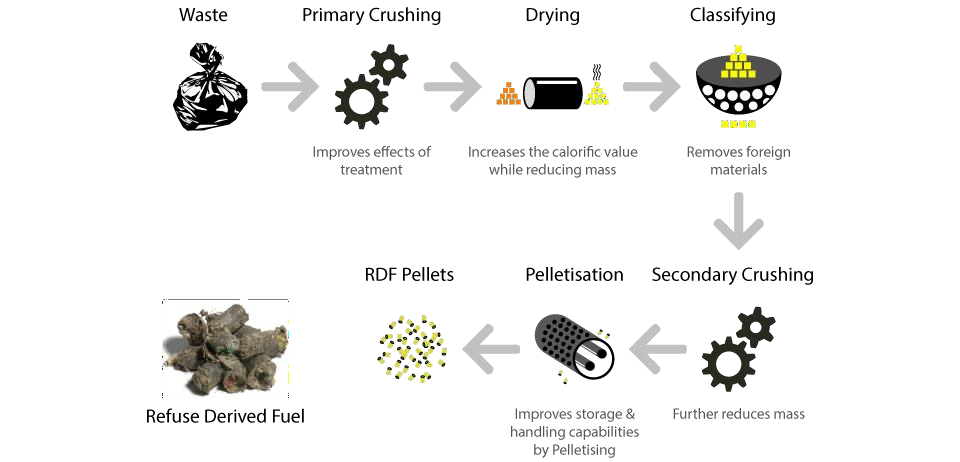 Waste
Primary Crushing
Drying
Classifying
Improves effects of
treatment
Increases the calorific value
while reducing mass
Removes foreign
materials
RDF Pellets
Pelletisation
Secondary Crushing
Refuse Derived Fuel
Improves storage &
handling capabilities
by Pelletising
Further reduces mass